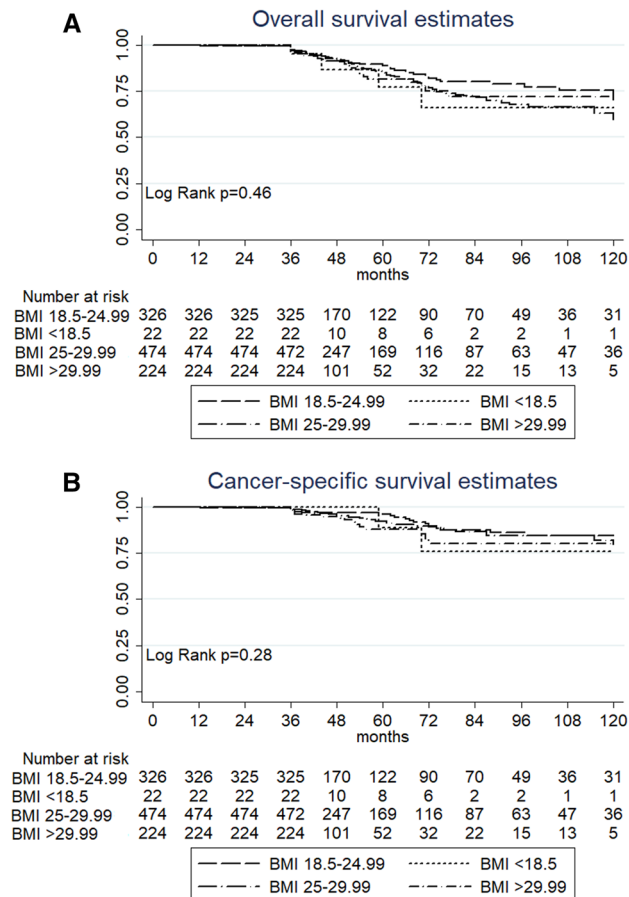 A
Overall survival estimates
1.00
0.75
0.50
0.25
0.00
Log Rank p=0.46
0 12 24 36 48 60 72 84 96 108 120
months
Number at risk
BMI 18.5-24.99 326 326 325 325 170 122 90 70 49 36 31
BMI <18.5 22 22 22 22 10 8 6 2 2 1 1
BMI 25-29.99 474 474 474 472 247 169 116 87 63 47 36
BMI >29.99 224 224 224 224 101 52 32 22 15 13 5
BMI 18.5-24.99 BMI <18.5
BMI 25-29.99 BMI >29.99
B
Cancer-specific survival estimates
1.00
0.75
0.50
0.25
0.00
Log Rank p=0.28
0 12 24 36 48 60 72 84 96 108 120
months
Number at risk
BMI 18.5-24.99 326 326 325 325 170 122 90 70 49 36 31
BMI <18.5 22 22 22 22 10 8 6 2 2 1 1
BMI 25-29.99 474 474 474 472 247 169 116 87 63 47 36
BMI >29.99 224 224 224 224 101 52 32 22 15 13 5
BMI 18.5-24.99 BMI <18.5
BMI 25-29.99 BMI >29.99